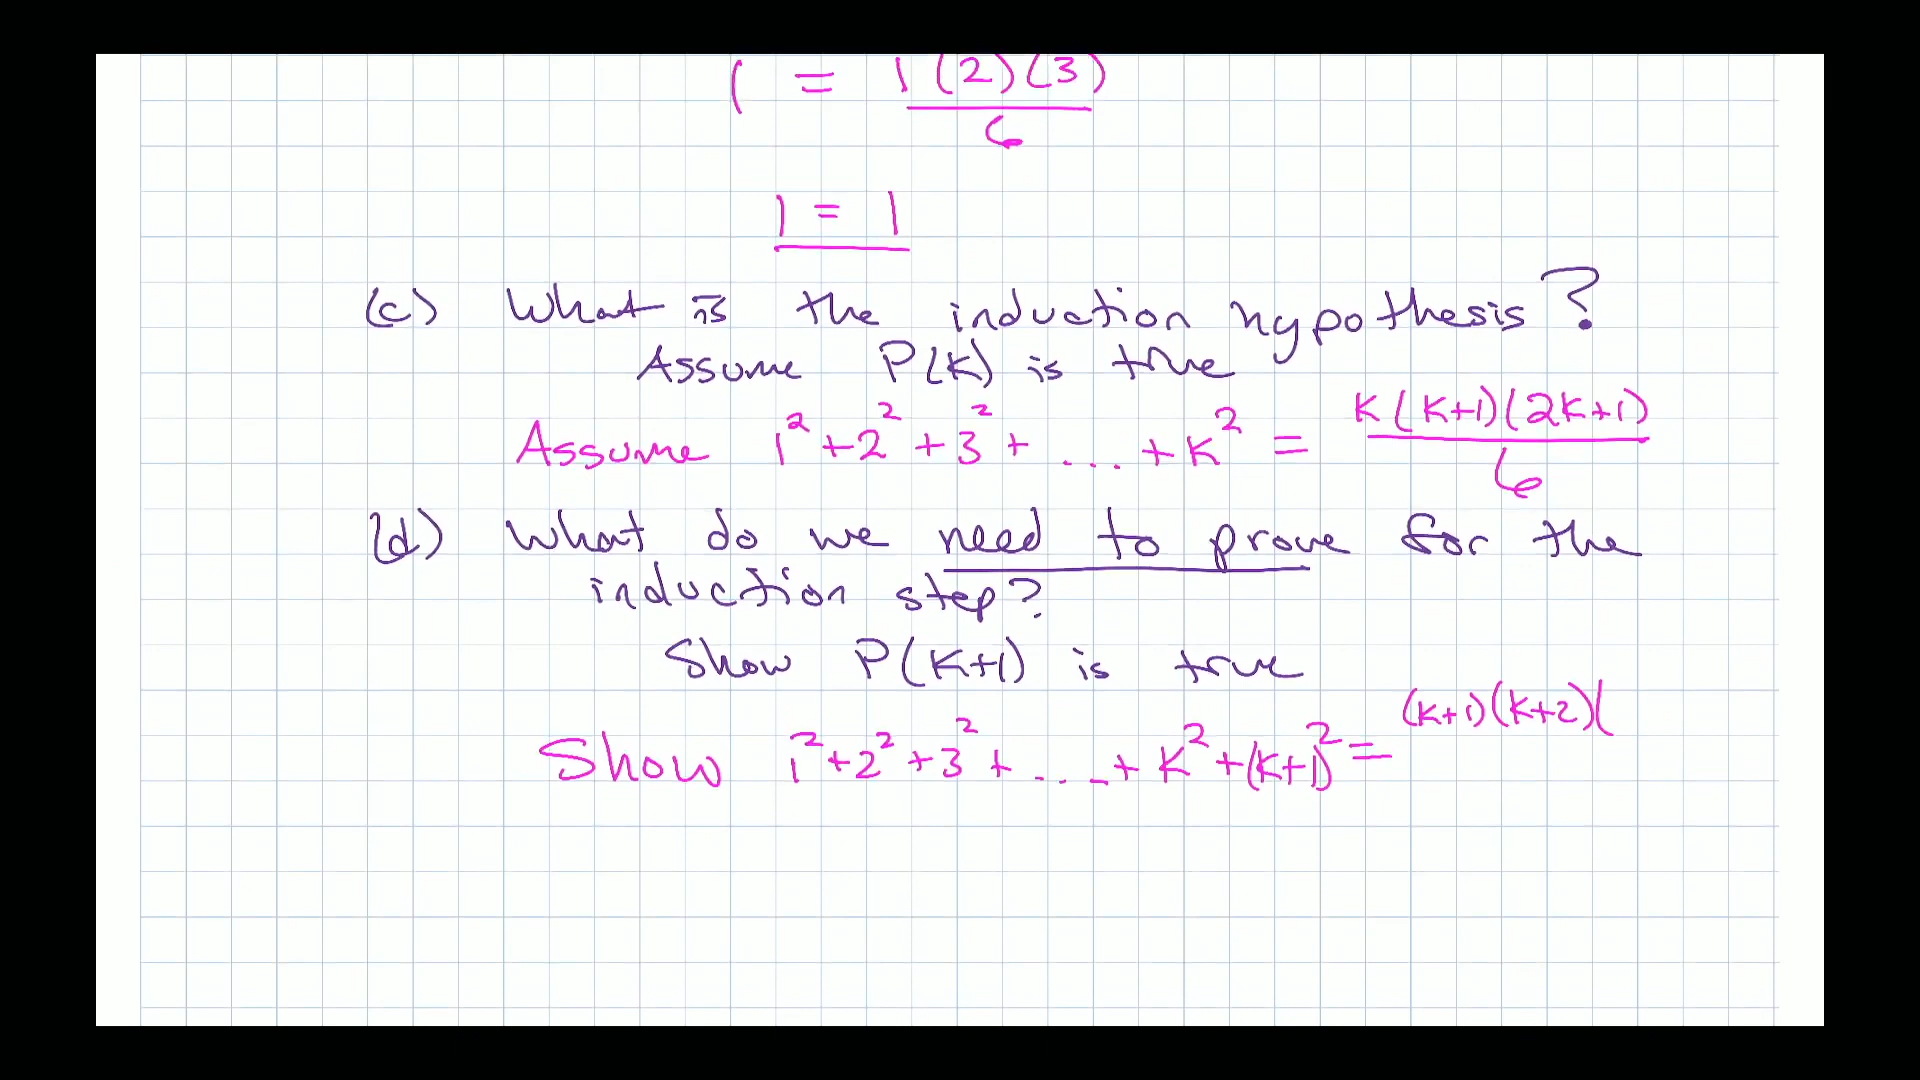 1 = 1(2)(3)
6
1 = 1
(c) What is the induction hypothesis?
Assume P(K) is true
Assume 1² + 2² + 3² + ... + K² = K(K+1)(2K+1)
6
(d) What do we need to prove for the
induction step?
Show P(K+1) is true
Show 1² + 2² + 3² + ... + K² + (K+1)² = (K+1)(K+2)(